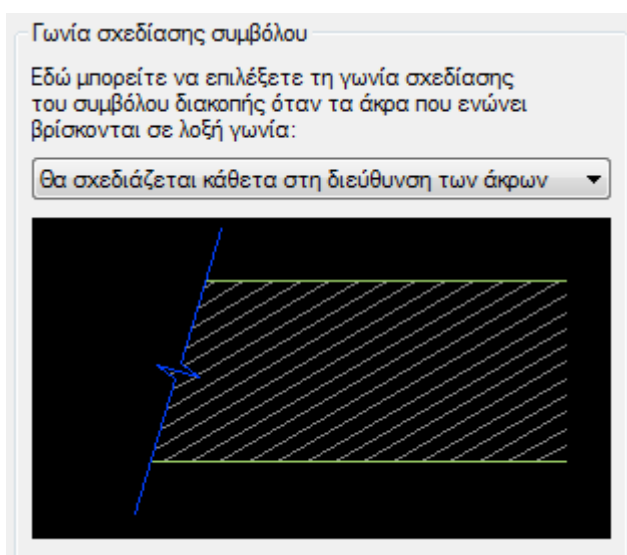 Γωνία σχεδίασης συμβόλου
Εδώ μπορείτε να επιλέξετε τη γωνία σχεδίασης
του συμβόλου διακοπής όταν τα άκρα που ενώνει
βρίσκονται σε λοξή γωνία:
Θα σχεδιάζεται κάθετα στη διεύθυνση των άκρων